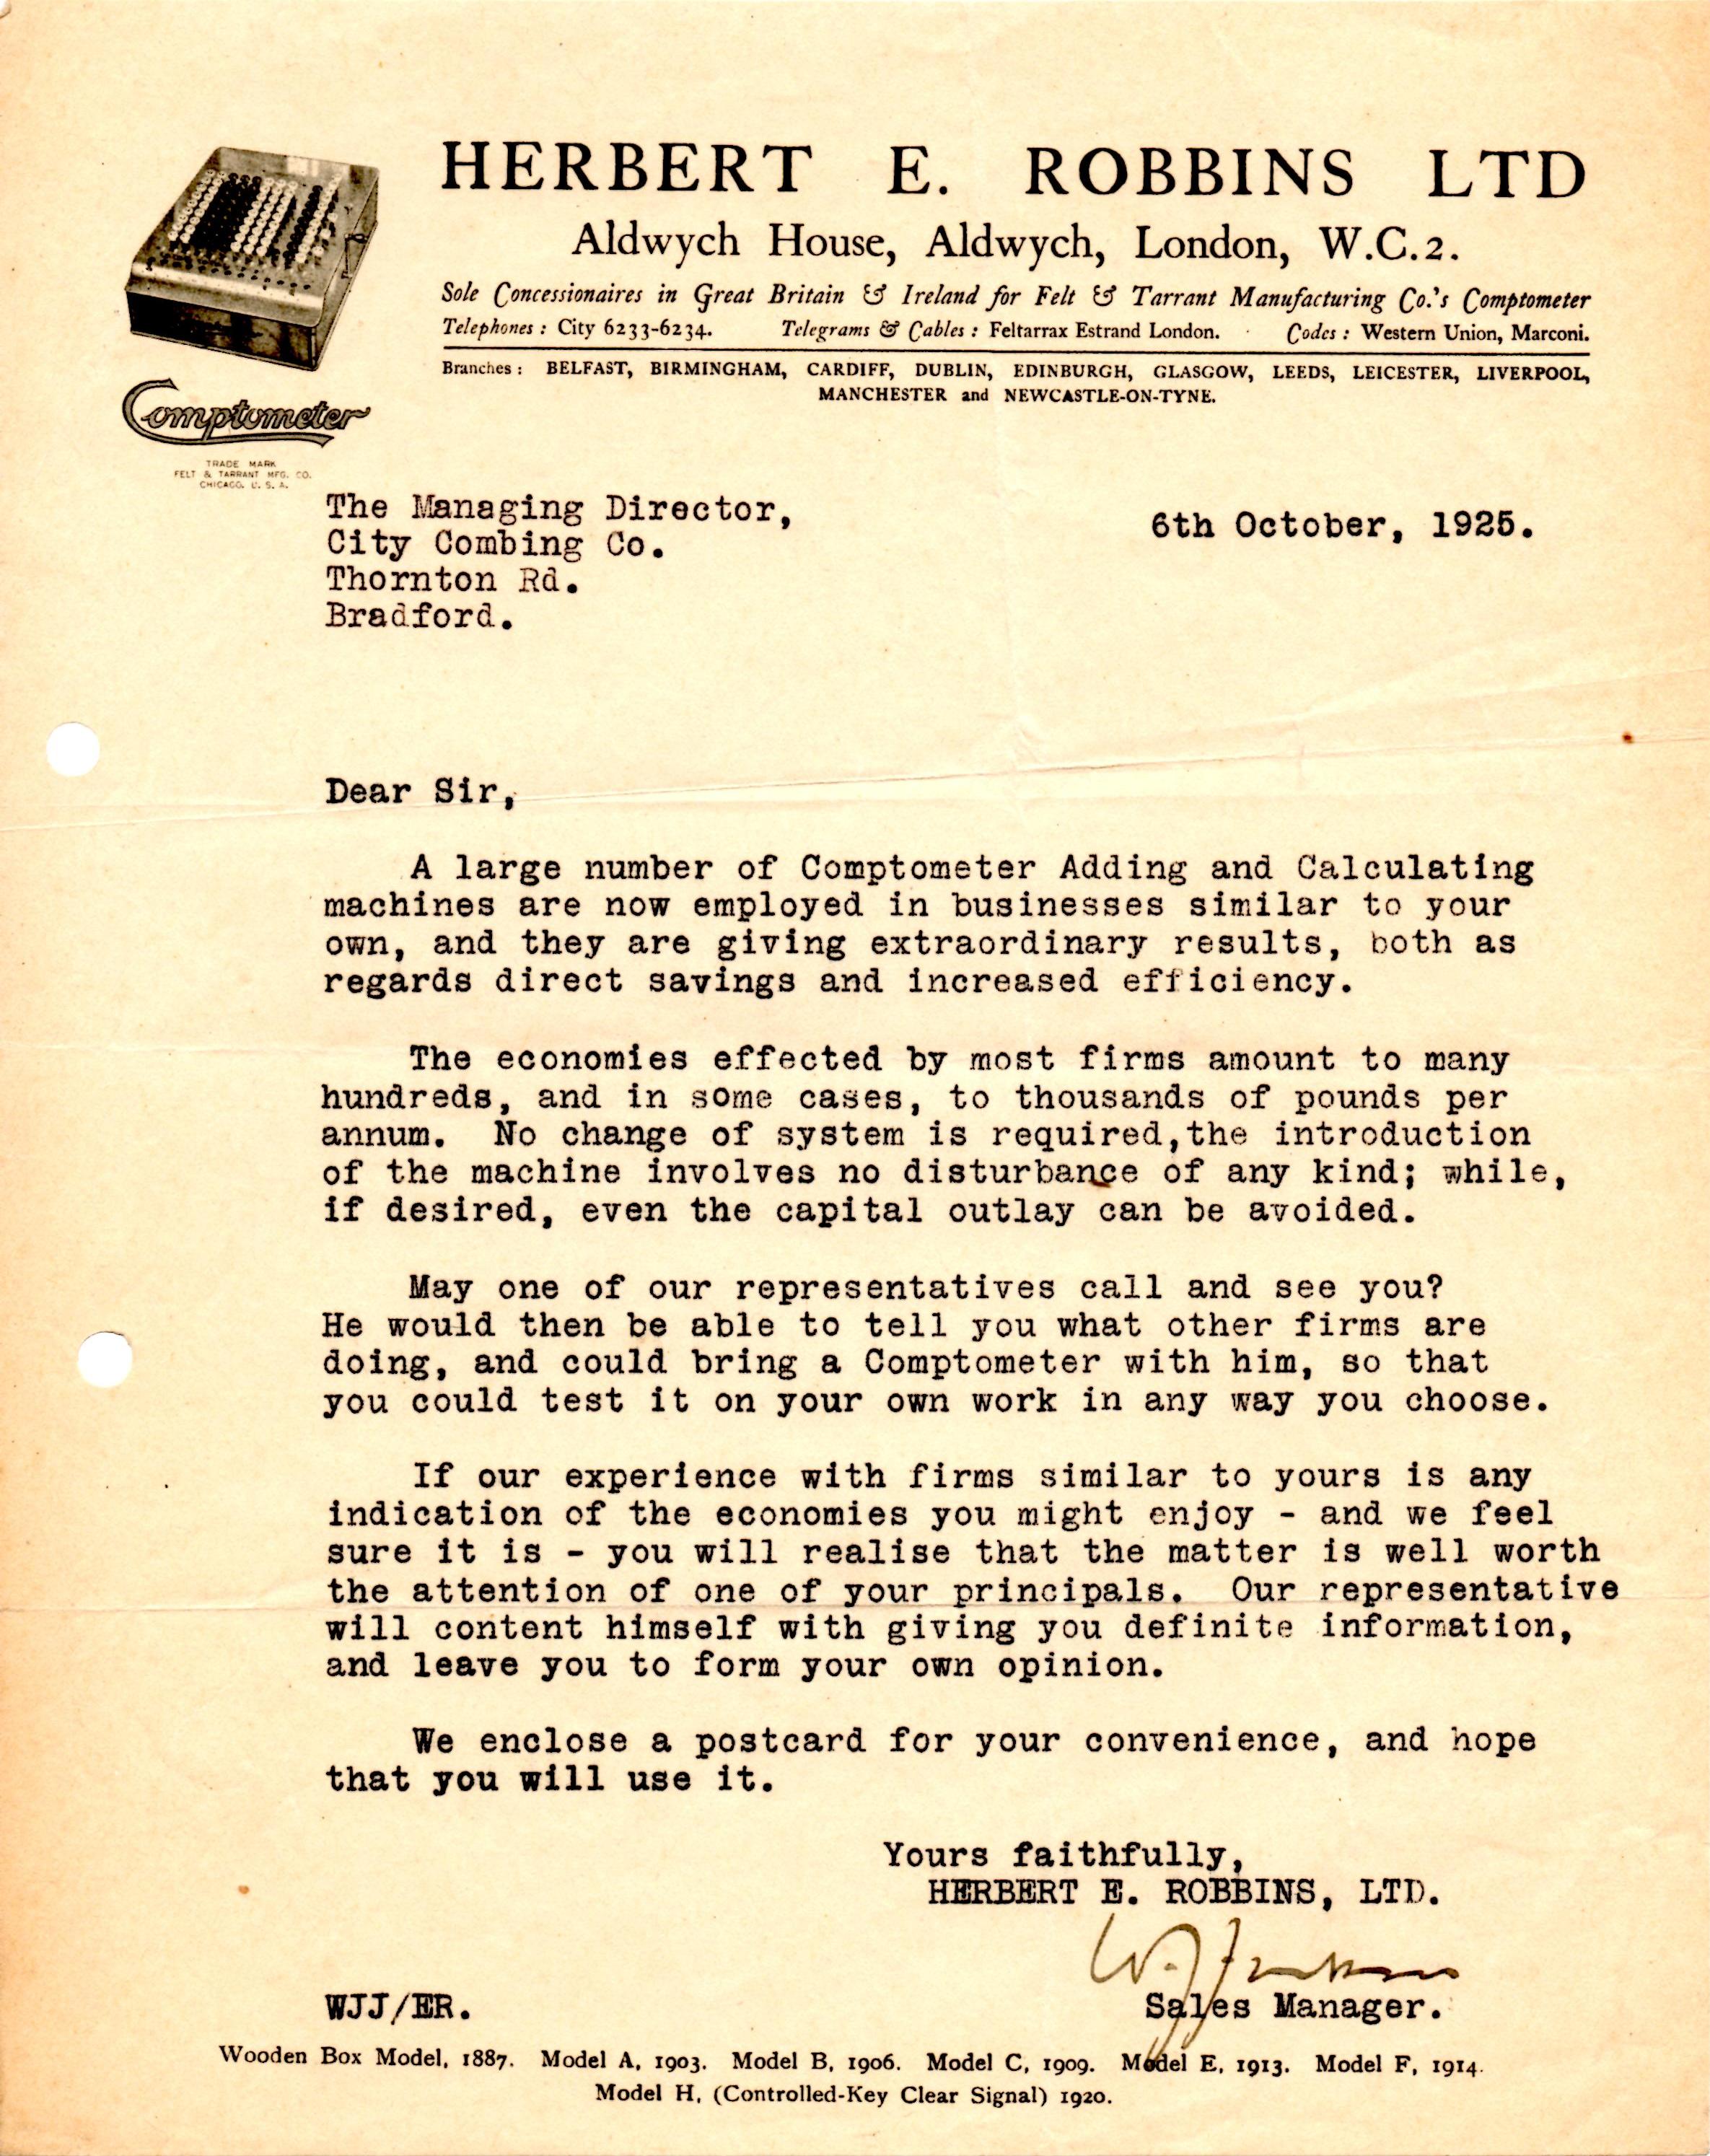 HERBERT E. ROBBINS LTD
Aldwych House, Aldwych, London, W.C.2.
Sole Concessionaires in Great Britain & Ireland for Felt & Tarrant Manufacturing Co.'s Comptometer
Telephones : City 6233-6234. Telegrams & Cables : Feltarrax Estrand London. Codes : Western Union, Marconi.
Branches : BELFAST, BIRMINGHAM, CARDIFF, DUBLIN, EDINBURGH, GLASGOW, LEEDS, LEICESTER, LIVERPOOL,
MANCHESTER and NEWCASTLE-ON-TYNE.
Comptometer
TRADE MARK
FELT & TARRANT MFG. CO.
CHICAGO. U. S. A.
The Managing Director,
City Combing Co.
Thornton Rd.
Bradford.
6th October, 1925.
Dear Sir,
A large number of Comptometer Adding and Calculating
machines are now employed in businesses similar to your
own, and they are giving extraordinary results, both as
regards direct savings and increased efficiency.
The economies effected by most firms amount to many
hundreds, and in some cases, to thousands of pounds per
annum. No change of system is required,the introduction
of the machine involves no disturbance of any kind; while,
if desired, even the capital outlay can be avoided.
May one of our representatives call and see you?
He would then be able to tell you what other firms are
doing, and could bring a Comptometer with him, so that
you could test it on your own work in any way you choose.
If our experience with firms similar to yours is any
indication of the economies you might enjoy - and we feel
sure it is - you will realise that the matter is well worth
the attention of one of your principals. Our representative
will content himself with giving you definite information,
and leave you to form your own opinion.
We enclose a postcard for your convenience, and hope
that you will use it.
Yours faithfully,
HERBERT E. ROBBINS, LTD.
Sales Manager.
WJJ/ER.
Wooden Box Model, 1887. Model A, 1903. Model B, 1906. Model C, 1909. Model E, 1913. Model F, 1914.
Model H, (Controlled-Key Clear Signal) 1920.